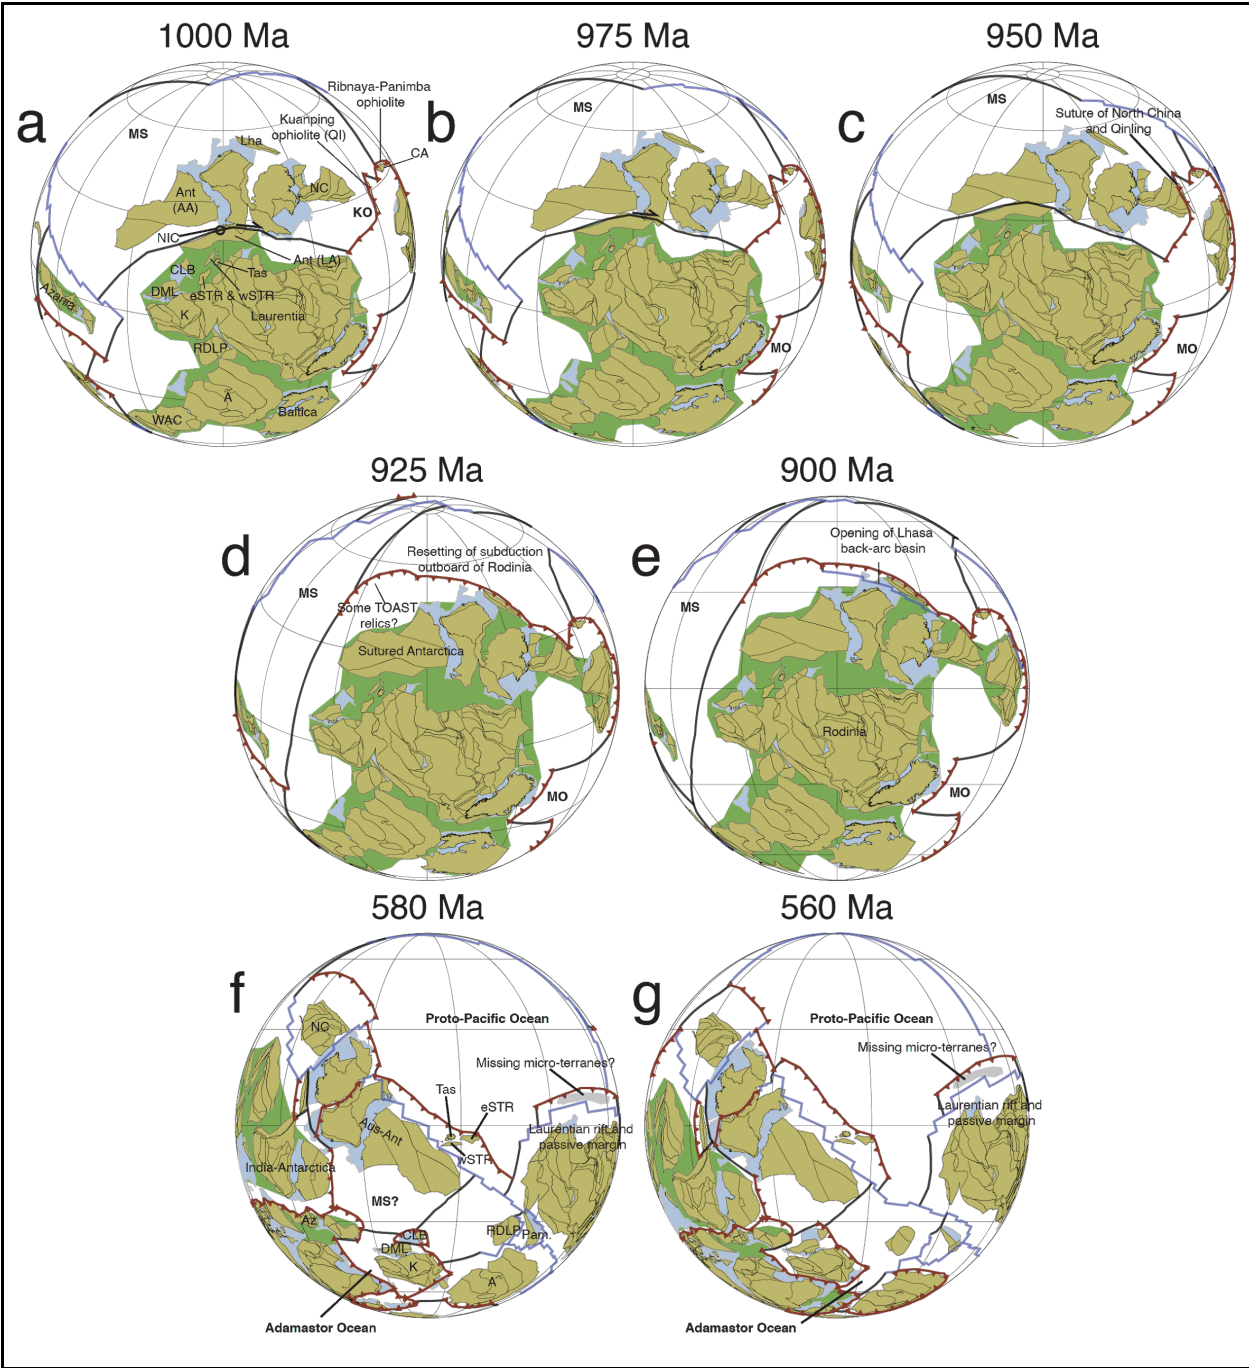 1000 Ma
975 Ma
950 Ma
a
MS
Lha
Ribnaya-Panimba
ophiolite
Kuanping
ophiolite (QI)
CA
Ant
(AA)
NC
KO
NIC
Ant (LA)
CLB
Tas
DML
eSTR & wSTR
Azania
K
Laurentia
RDLP
A
WAC
Baltica
b
MS
MO
c
MS
Suture of North China
and Qinling
MO
925 Ma
900 Ma
d
MS
Resetting of subduction
outboard of Rodinia
Some TOAST
relics?
Sutured Antarctica
MO
e
MS
Opening of Lhasa
back-arc basin
Rodinia
MO
580 Ma
560 Ma
f
NC
Proto-Pacific Ocean
Missing micro-terranes?
Tas
eSTR
Aus-Ant
wSTR
Laurentian rift and
passive margin
India-Antarctica
MS?
Az
CLB
DML
K
RDLP
Pam.
A
Adamastor Ocean
g
Proto-Pacific Ocean
Missing micro-terranes?
Laurentian rift and
passive margin
Adamastor Ocean